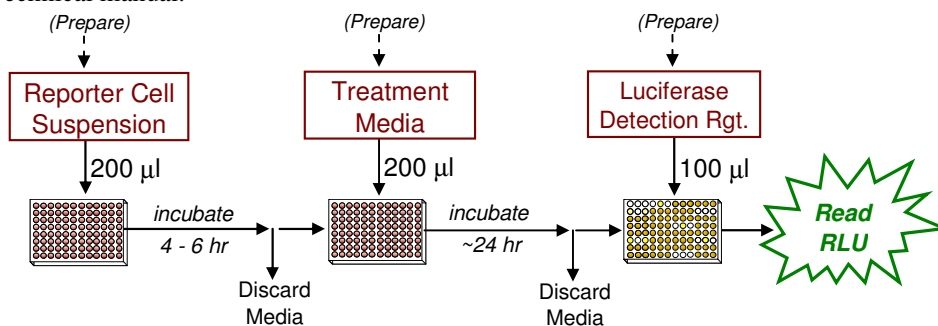 (Prepare)
(Prepare)
(Prepare)
Reporter Cell
Suspension
Treatment
Media
Luciferase
Detection Rgt.
200 µl
200 µl
100 µl
incubate
4 - 6 hr
incubate
~24 hr
Read
RLU
Discard
Media
Discard
Media